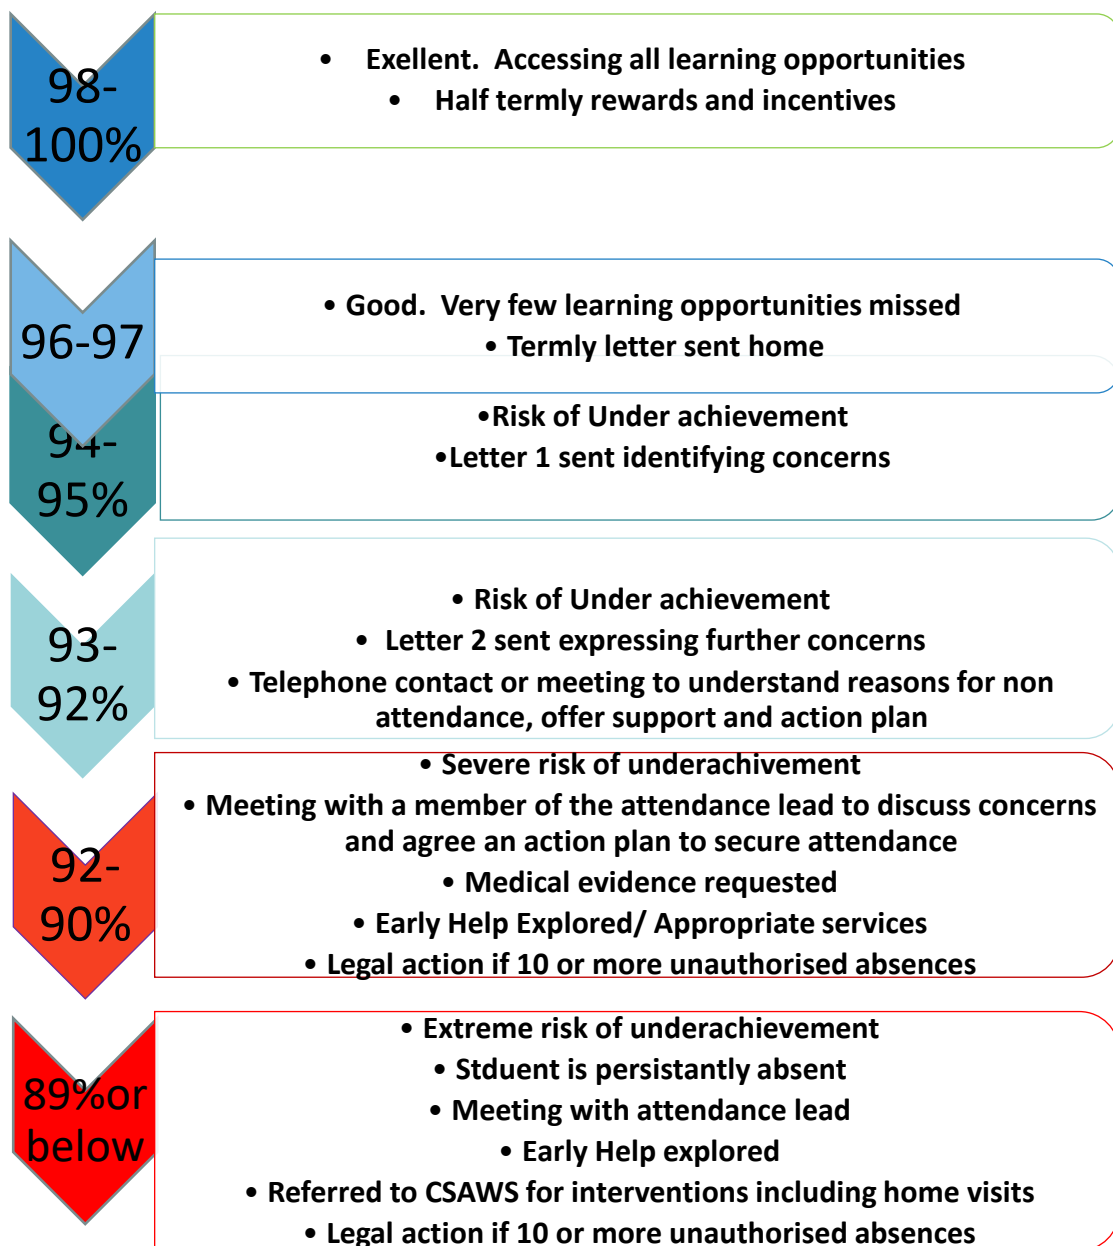 98-
100%
• Exellent. Accessing all learning opportunities
• Half termly rewards and incentives
96-97
• Good. Very few learning opportunities missed
• Termly letter sent home
94-
95%
•Risk of Under achievement
•Letter 1 sent identifying concerns
93-
92%
• Risk of Under achievement
• Letter 2 sent expressing further concerns
• Telephone contact or meeting to understand reasons for non
attendance, offer support and action plan
92-
90%
• Severe risk of underachivement
• Meeting with a member of the attendance lead to discuss concerns
and agree an action plan to secure attendance
• Medical evidence requested
• Early Help Explored/ Appropriate services
• Legal action if 10 or more unauthorised absences
89%or
below
• Extreme risk of underachievement
• Stduent is persistantly absent
• Meeting with attendance lead
• Early Help explored
• Referred to CSAWS for interventions including home visits
• Legal action if 10 or more unauthorised absences